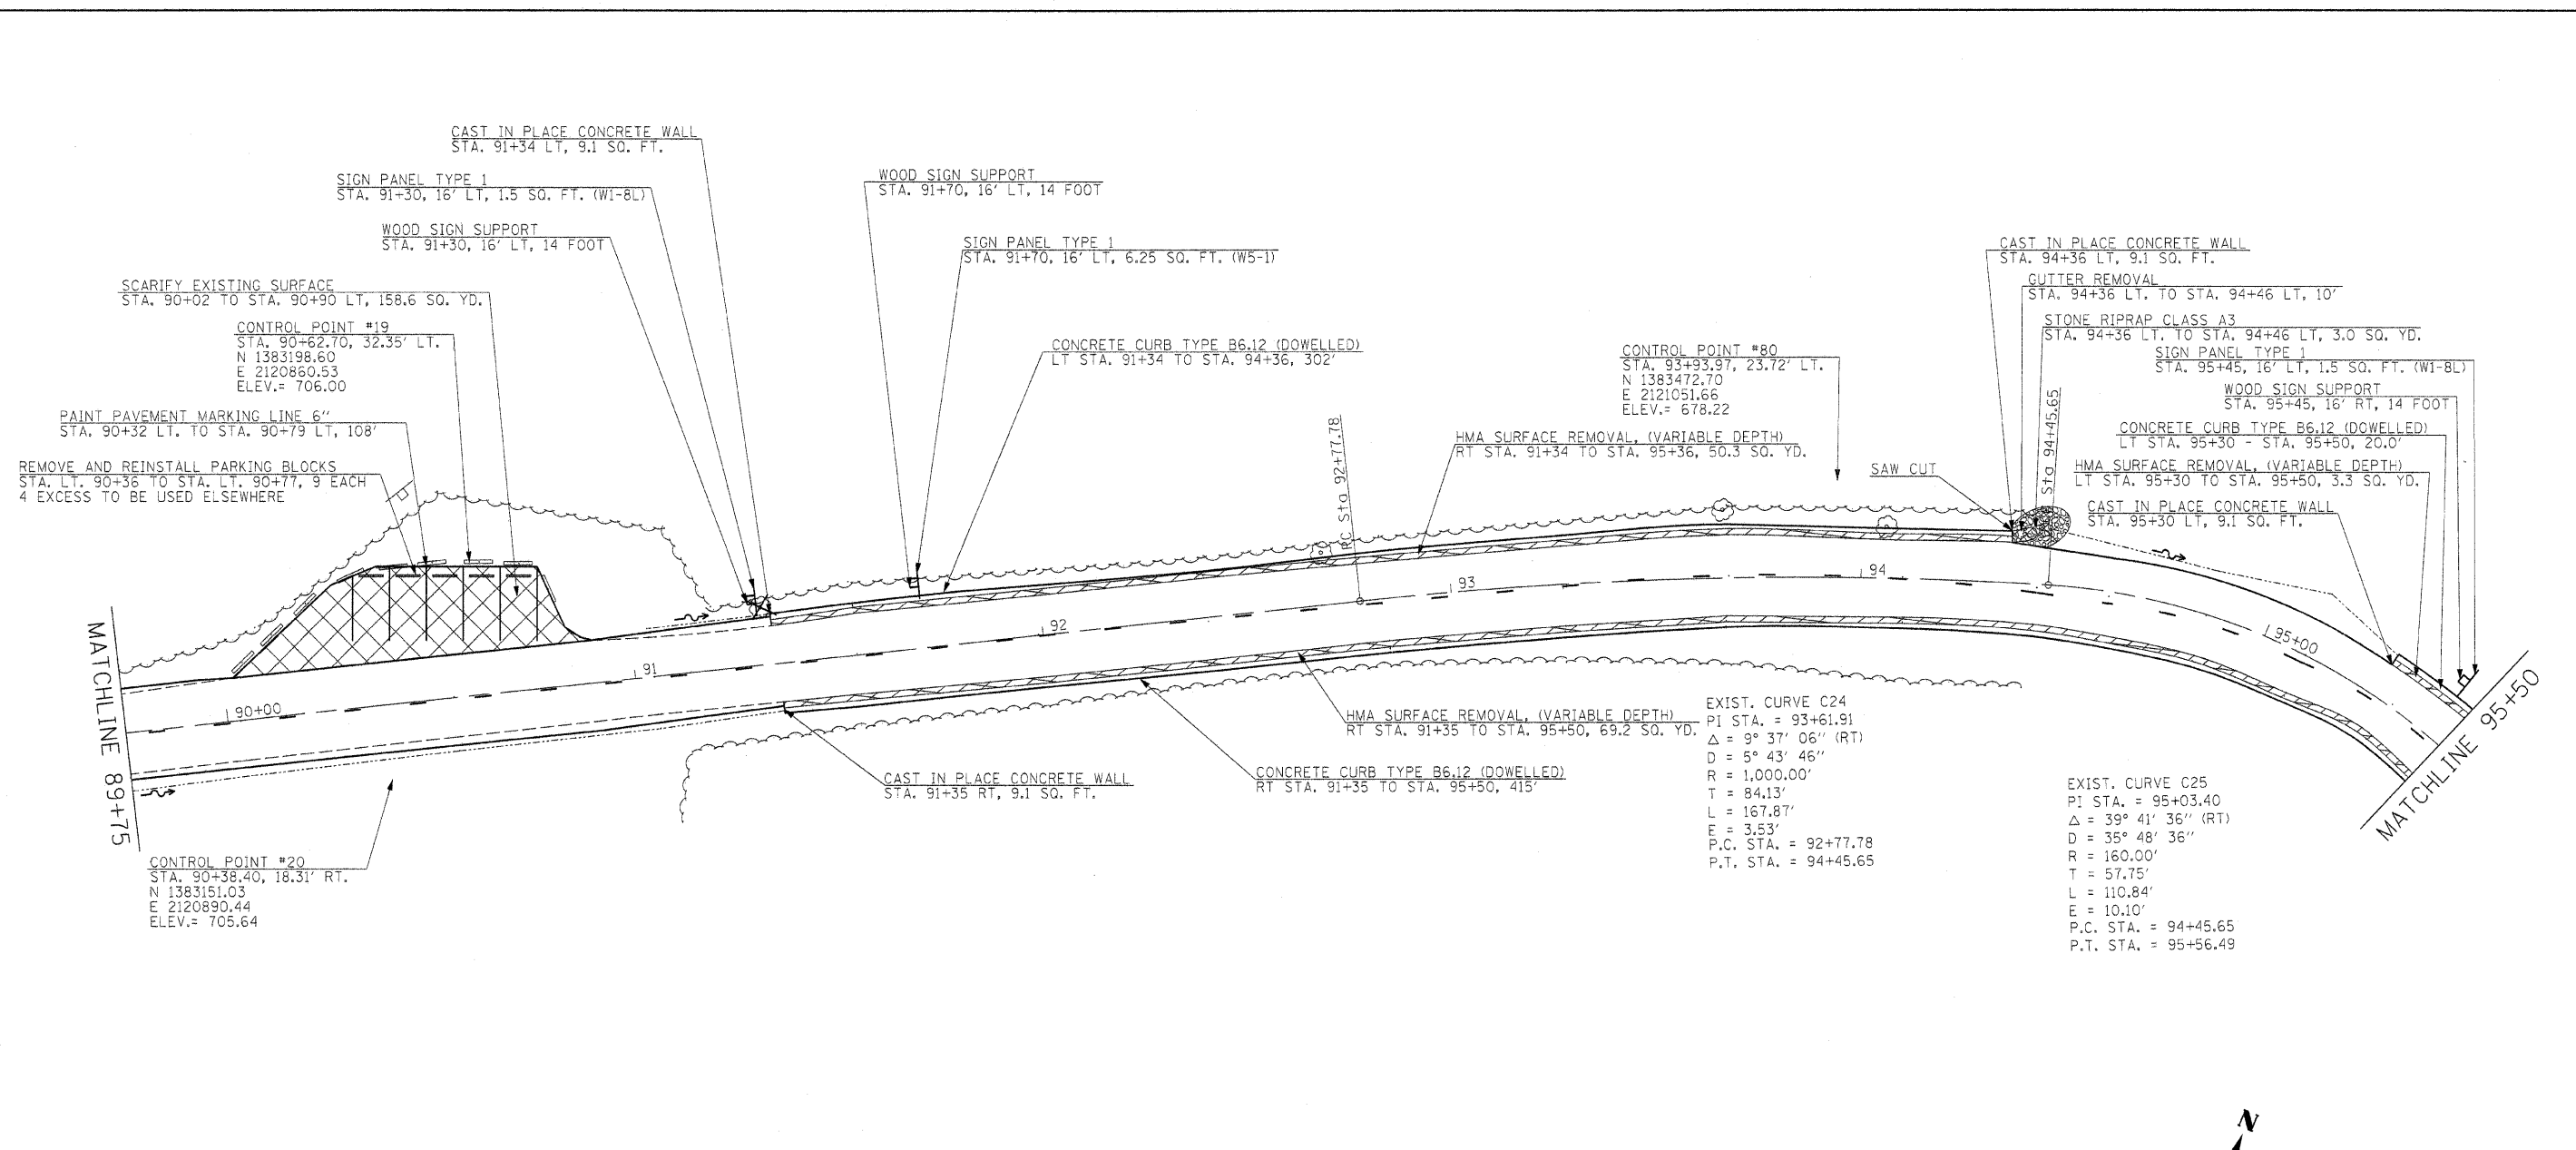 CAST IN PLACE CONCRETE WALL
STA. 91+34 LT, 9.1 SQ. FT.
SIGN PANEL TYPE 1
STA. 91+30, 16' LT, 1.5 SQ. FT. (W1-8L)
WOOD SIGN SUPPORT
STA. 91+30, 16' LT, 14 FOOT
SCARIFY EXISTING SURFACE
STA. 90+02 TO STA. 90+90 LT, 158.6 SQ. YD.
CONTROL POINT #19
STA. 90+62.70, 32.35' LT.
N 1383198.60
E 2120860.53
ELEV.= 706.00
PAINT PAVEMENT MARKING LINE 6"
STA. 90+32 LT. TO STA. 90+79 LT, 108'
REMOVE AND REINSTALL PARKING BLOCKS
STA. LT. 90+36 TO STA. LT. 90+77, 9 EACH
4 EXCESS TO BE USED ELSEWHERE
WOOD SIGN SUPPORT
STA. 91+70, 16' LT, 14 FOOT
SIGN PANEL TYPE 1
STA. 91+70, 16' LT, 6.25 SQ. FT. (W5-1)
CONCRETE CURB TYPE B6.12 (DOWELLED)
LT STA. 91+34 TO STA. 94+36, 302'
PC Sta 92+77.78
CONTROL POINT #80
STA. 93+93.97, 23.72' LT.
N 1383472.70
E 2121051.66
ELEV.= 678.22
HMA SURFACE REMOVAL, (VARIABLE DEPTH)
RT STA. 91+34 TO STA. 95+36, 50.3 SQ. YD.
SAW CUT
CAST IN PLACE CONCRETE WALL
STA. 94+36 LT, 9.1 SQ. FT.
GUTTER REMOVAL
STA. 94+36 LT. TO STA. 94+46 LT, 10'
STONE RIPRAP CLASS A3
STA. 94+36 LT. TO STA. 94+46 LT, 3.0 SQ. YD.
SIGN PANEL TYPE 1
STA. 95+45, 16' LT, 1.5 SQ. FT. (W1-8L)
WOOD SIGN SUPPORT
STA. 95+45, 16' RT, 14 FOOT
CONCRETE CURB TYPE B6.12 (DOWELLED)
LT STA. 95+30 - STA. 95+50, 20.0'
HMA SURFACE REMOVAL, (VARIABLE DEPTH)
LT STA. 95+30 TO STA. 95+50, 3.3 SQ. YD.
CAST IN PLACE CONCRETE WALL
STA. 95+30 LT, 9.1 SQ. FT.
Sta 94+45.65
MATCHLINE 89+75
90+00
91
92
93
94
95+00
MATCHLINE 95+50
CONTROL POINT #20
STA. 90+38.40, 18.31' RT.
N 1383151.03
E 2120890.44
ELEV.= 705.64
CAST IN PLACE CONCRETE WALL
STA. 91+35 RT, 9.1 SQ. FT.
CONCRETE CURB TYPE B6.12 (DOWELLED)
RT STA. 91+35 TO STA. 95+50, 415'
HMA SURFACE REMOVAL, (VARIABLE DEPTH)
RT STA. 91+35 TO STA. 95+50, 69.2 SQ. YD.
EXIST. CURVE C24
PI STA. = 93+61.91
Δ = 9° 37' 06" (RT)
D = 5° 43' 46"
R = 1,000.00'
T = 84.13'
L = 167.87'
E = 3.53'
P.C. STA. = 92+77.78
P.T. STA. = 94+45.65
EXIST. CURVE C25
PI STA. = 95+03.40
Δ = 39° 41' 36" (RT)
D = 35° 48' 36"
R = 160.00'
T = 57.75'
L = 110.84'
E = 10.10'
P.C. STA. = 94+45.65
P.T. STA. = 95+56.49
N